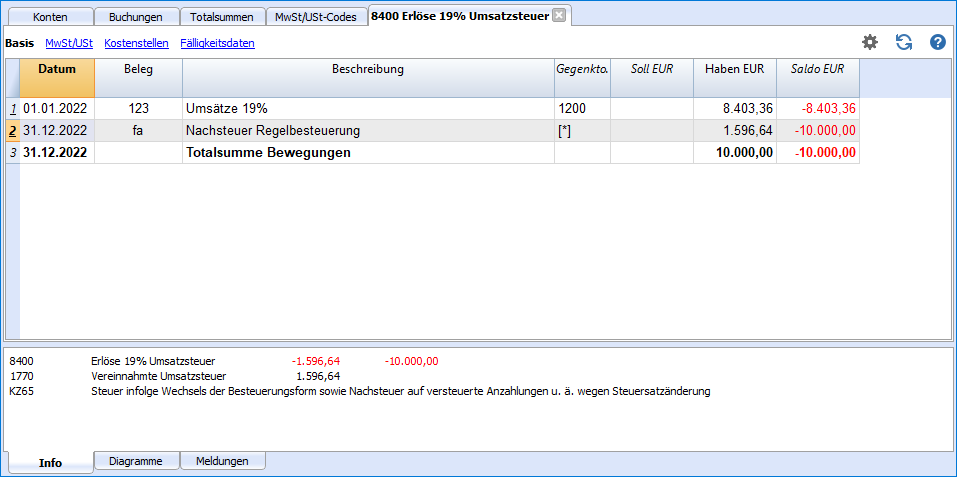 Konten Buchungen Totalsummen MwSt/USt-Codes 8400 Erlöse 19% Umsatzsteuer
Basis MwSt/USt Kostenstellen Fälligkeitsdaten
Datum Beleg Beschreibung Gegenkto. Soll EUR Haben EUR Saldo EUR
1 01.01.2022 123 Umsätze 19% 1200 8.403,36 -8.403,36
2 31.12.2022 fa Nachsteuer Regelbesteuerung [*] 1.596,64 -10.000,00
3 31.12.2022 Totalsumme Bewegungen 10.000,00 -10.000,00
8400 Erlöse 19% Umsatzsteuer -1.596,64 -10.000,00
1770 Vereinnahmte Umsatzsteuer 1.596,64
KZ65 Steuer infolge Wechsels der Besteuerungsform sowie Nachsteuer auf versteuerte Anzahlungen u. ä. wegen Steuersatzänderung
Info Diagramme Meldungen